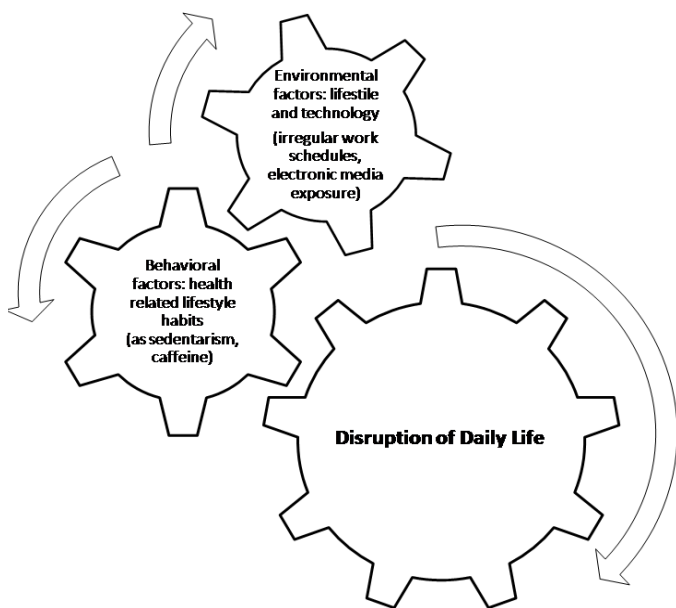 Environmental
factors: lifestile
and technology
(irregular work
schedules,
electronic media
exposure)
Behavioral
factors: health
related lifestyle
habits
(as sedentarism,
caffeine)
Disruption of Daily Life